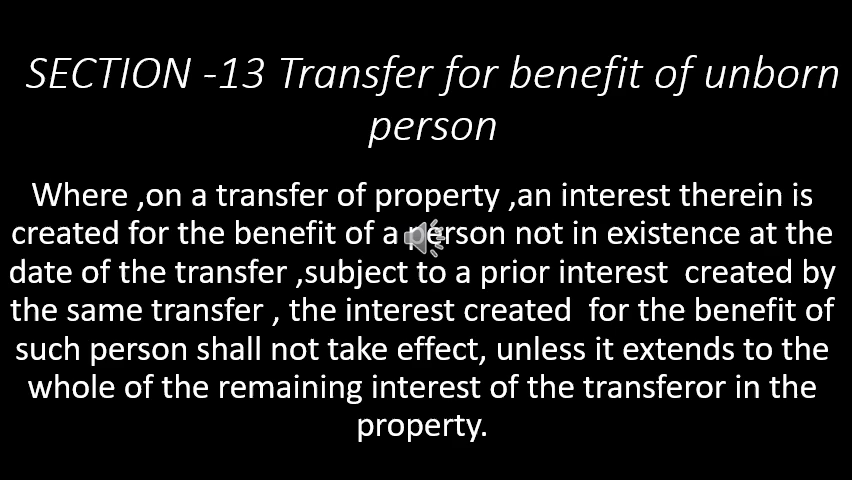 SECTION -13 Transfer for benefit of unborn
person
Where ,on a transfer of property ,an interest therein is
created for the benefit of a person not in existence at the
date of the transfer ,subject to a prior interest  created by
the same transfer , the interest created  for the benefit of
such person shall not take effect, unless it extends to the
whole of the remaining interest of the transferor in the
property.